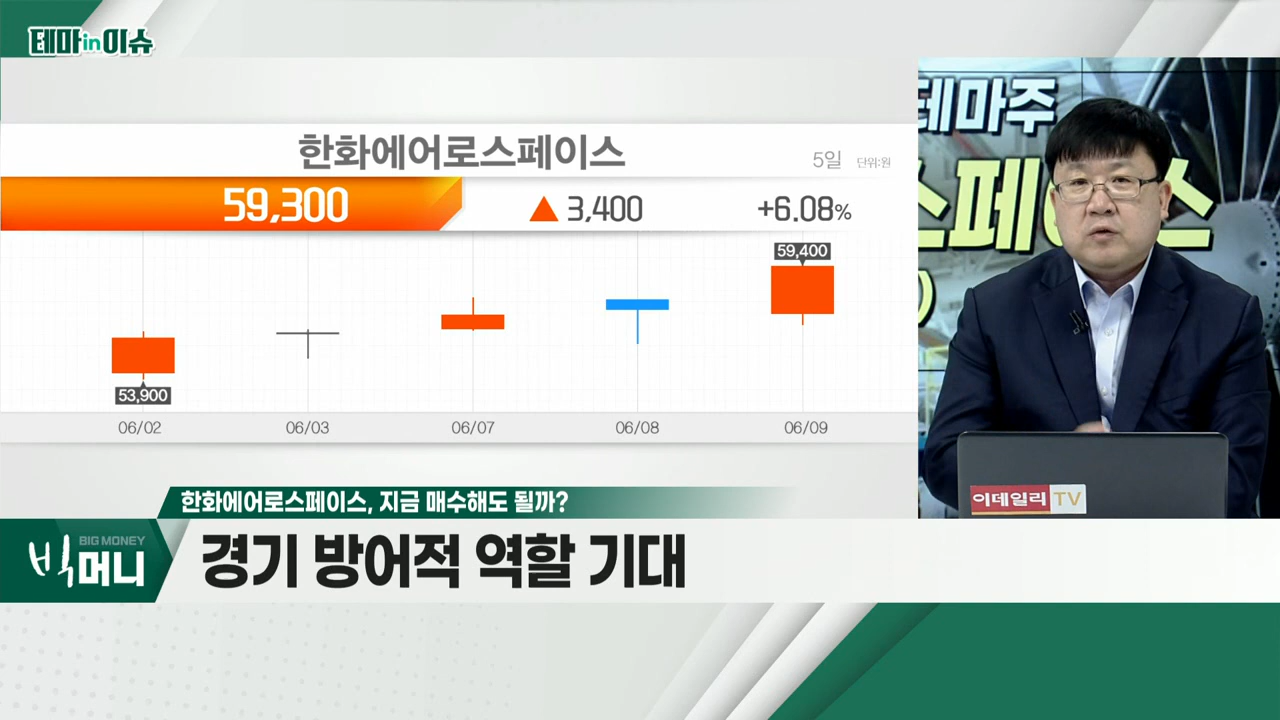 테마in이슈
한화에어로스페이스
5일 단위:원
59,300 ▲ 3,400 +6.08%
59,400
53,900
06/02 06/03 06/07 06/08 06/09
테마주
스페이스
)
이데일리TV
한화에어로스페이스, 지금 매수해도 될까?
BIG MONEY
빅머니
경기 방어적 역할 기대